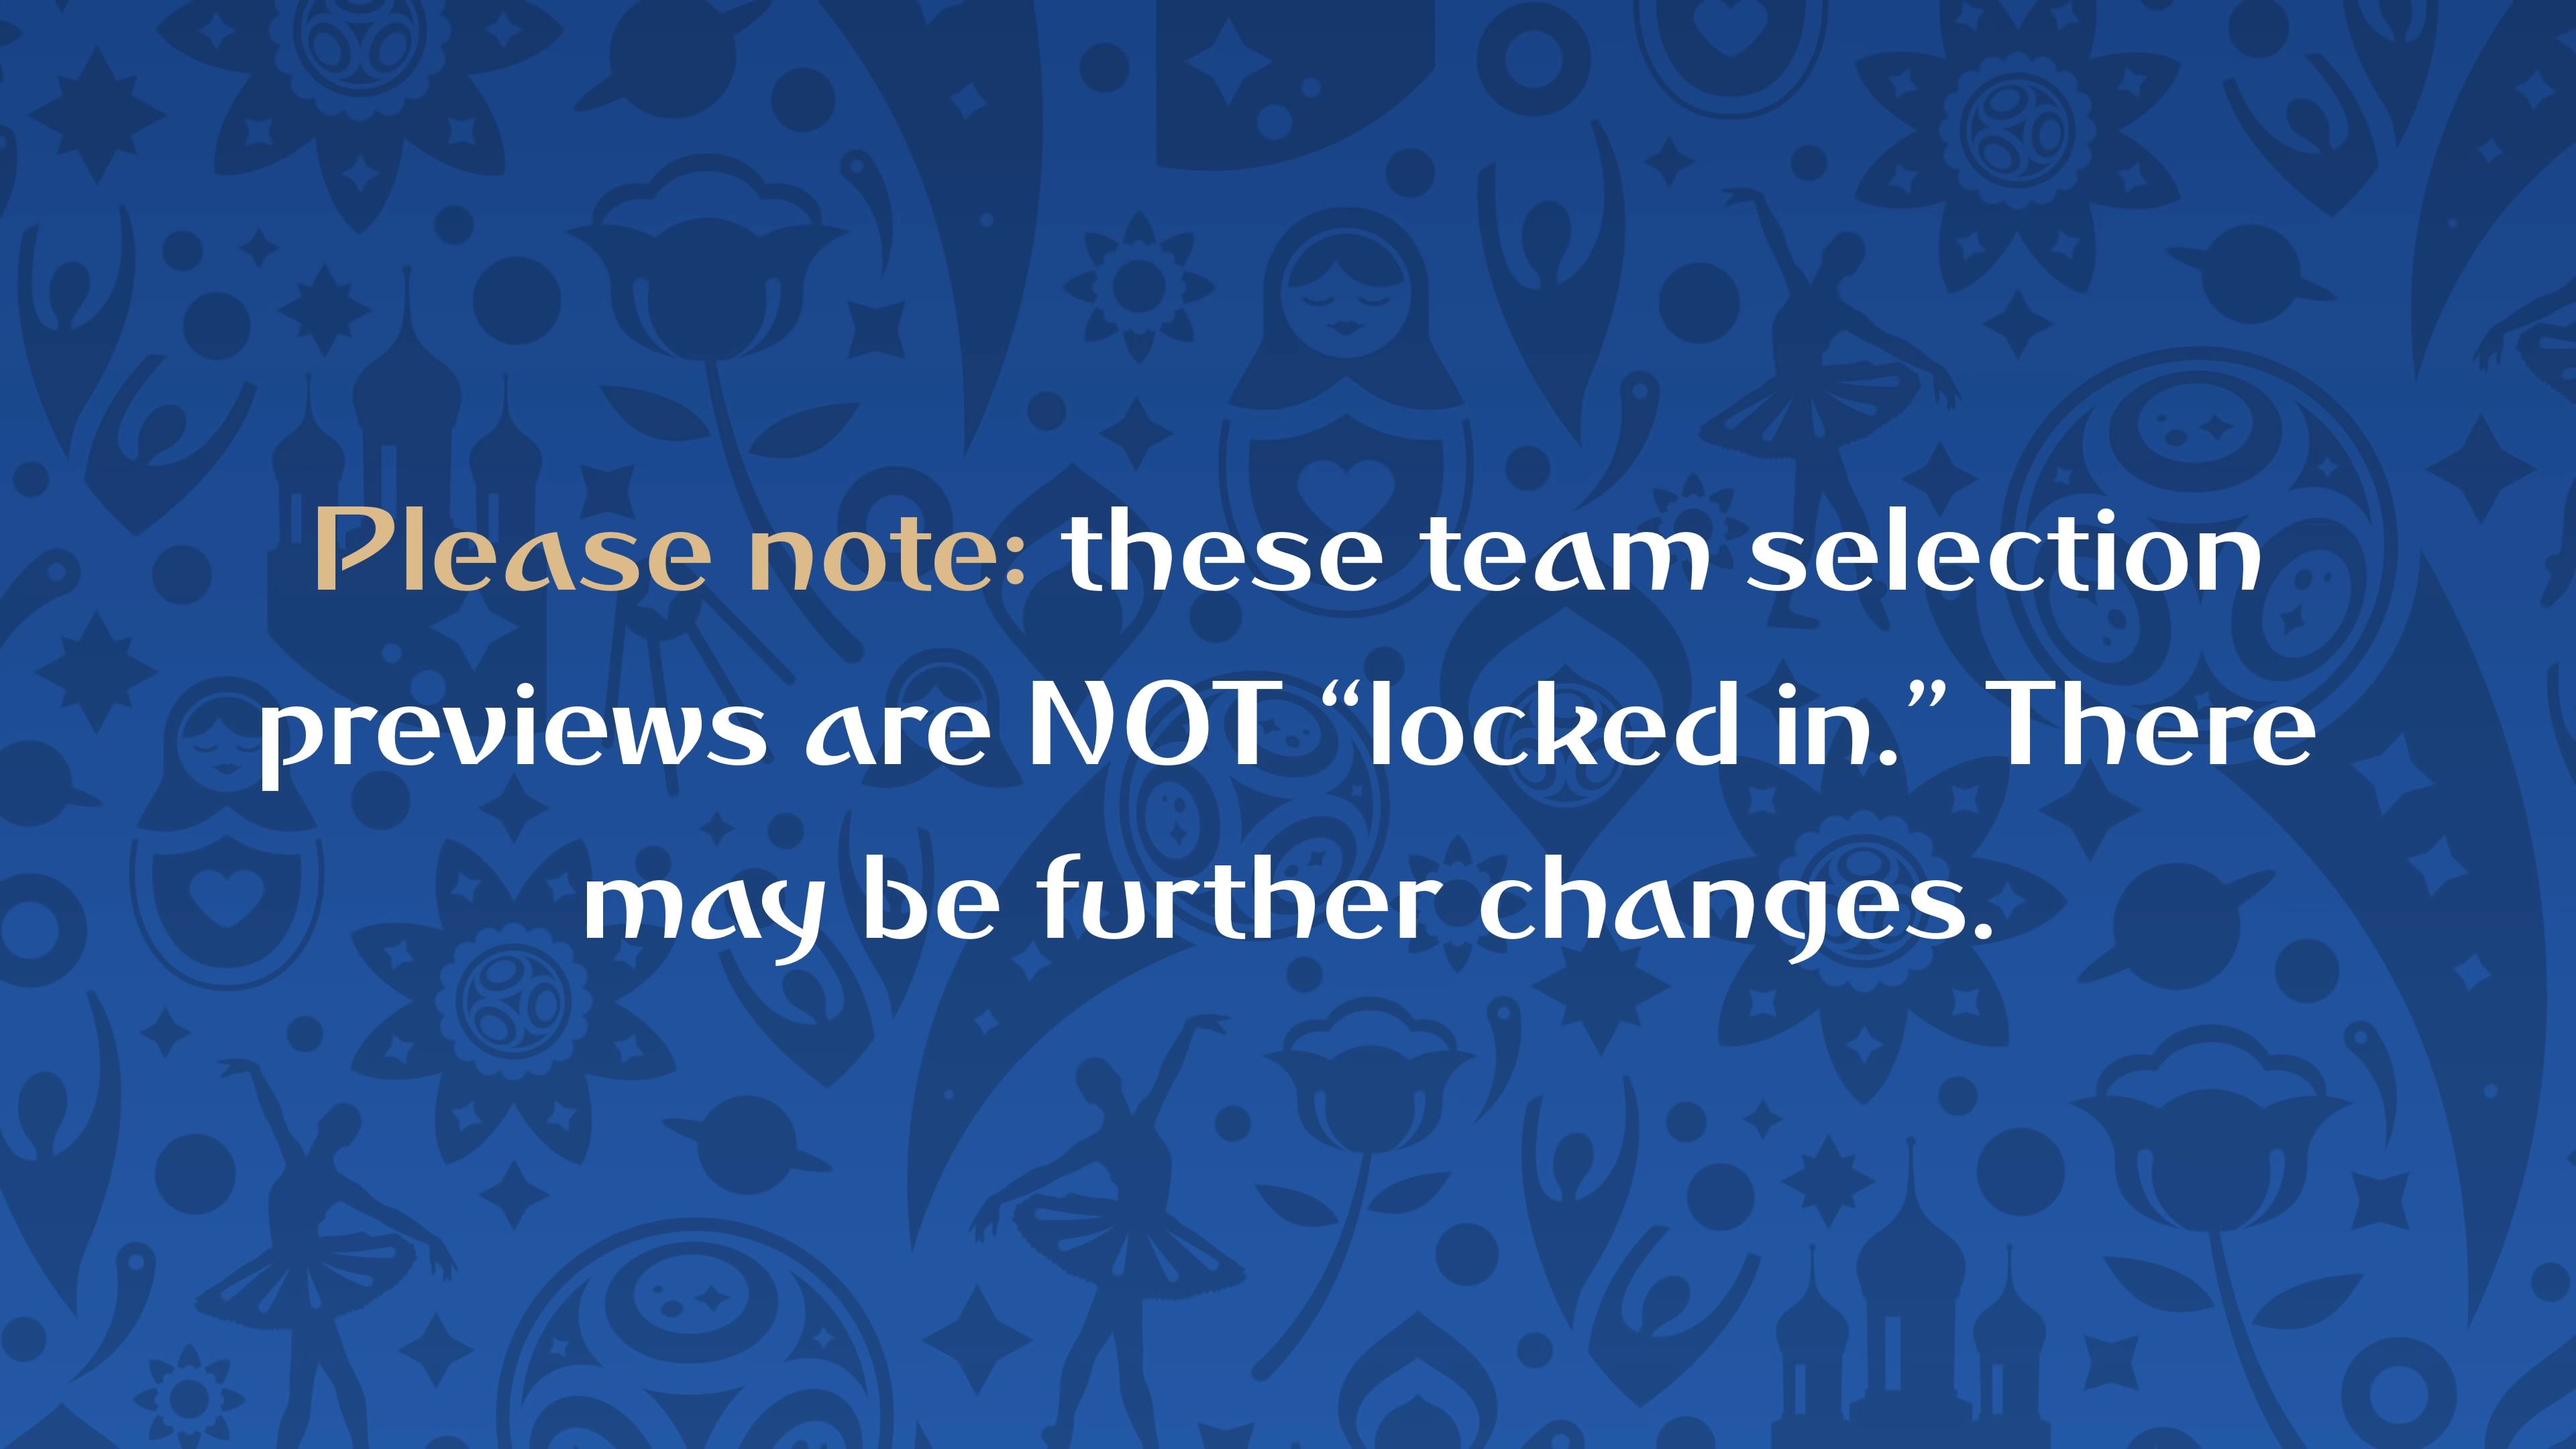 Please note: these team selection
previews are NOT “locked in.” There
may be further changes.